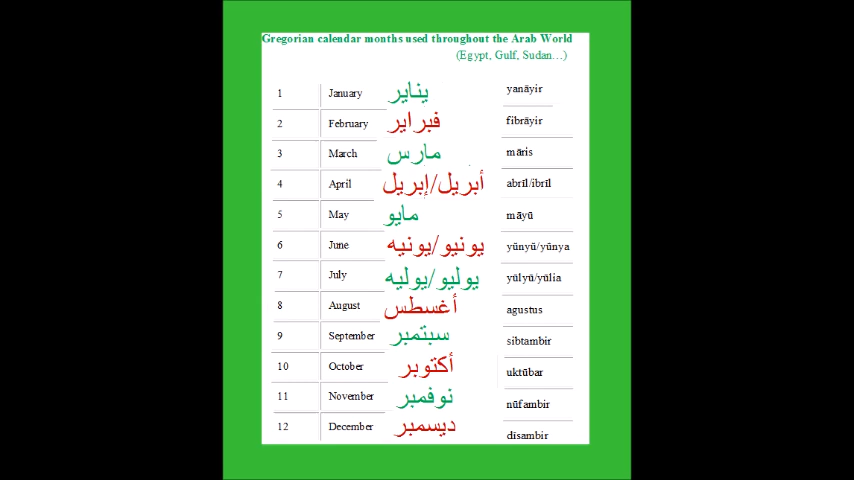 Gregorian calendar months used throughout the Arab World
(Egypt, Gulf, Sudan…)
1 January يناير yanāyir
2 February فبراير fibrāyir
3 March مارس māris
4 April أبريل/إبريل abrīl/ibrīl
5 May مايو māyū
6 June يونيو/يونيه yūnyū/yūnya
7 July يوليو/يوليه yūlyū/yūlia
8 August أغسطس agustus
9 September سبتمبر sibtambir
10 October أكتوبر uktūbar
11 November نوفمبر nūfambir
12 December ديسمبر dīsambir